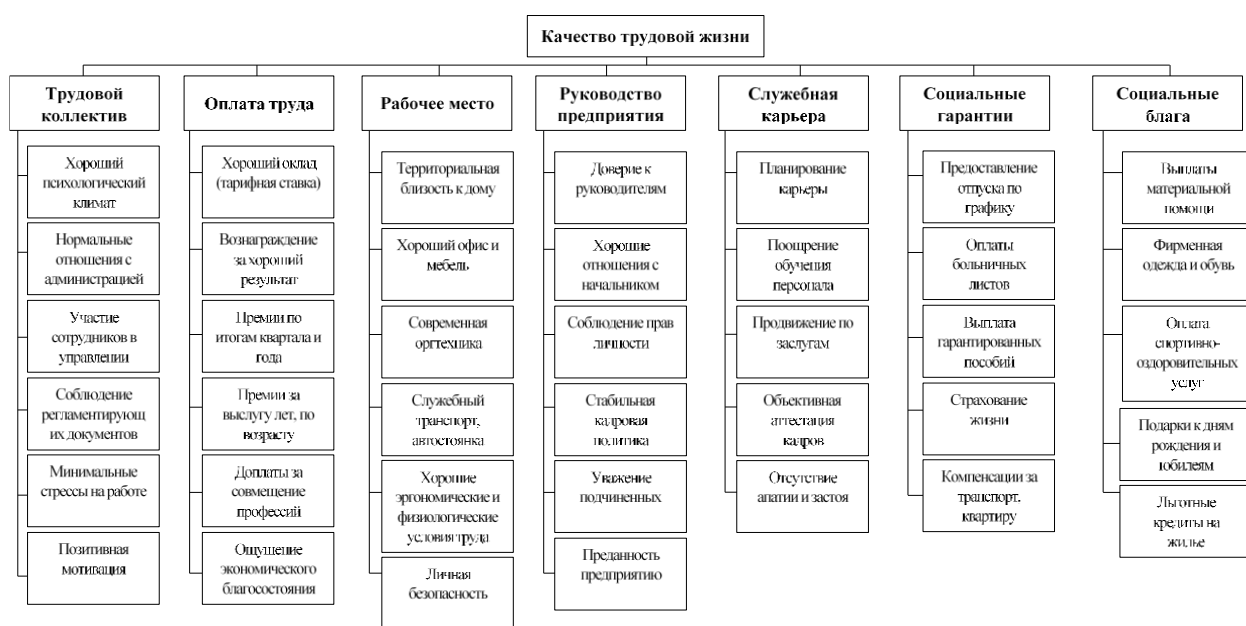 Качество трудовой жизни
Трудовой
коллектив
Хороший
психологический
климат
Нормальные
отношения с
администрацией
Участие
сотрудников в
управлении
Соблюдение
регламентирующ
их документов
Минимальные
стрессы на работе
Позитивная
мотивация
Оплата труда
Хороший оклад
(тарифная ставка)
Вознаграждение
за хороший
результат
Премии по
итогам квартала и
года
Премии за
выслугу лет, по
возрасту
Доплаты за
совмещение
профессий
Ощущение
экономического
благосостояния
Рабочее место
Территориальная
близость к дому
Хороший офис и
мебель
Современная
оргтехника
Служебный
транспорт,
автостоянка
Хорошие
эргономические и
физиологические
условия труда
Личная
безопасность
Руководство
предприятия
Доверие к
руководителям
Хорошие
отношения с
начальником
Соблюдение прав
личности
Стабильная
кадровая
политика
Уважение
подчиненных
Преданность
предприятию
Служебная
карьера
Планирование
карьеры
Поощрение
обучения
персонала
Продвижение по
заслугам
Объективная
аттестация
кадров
Отсутствие
апатии и застоя
Социальные
гарантии
Предоставление
отпуска по
графику
Оплаты
больничных
листов
Выплата
гарантированных
пособий
Страхование
жизни
Компенсации за
транспорт,
квартиру
Социальные
блага
Выплаты
материальной
помощи
Фирменная
одежда и обувь
Оплата
спортивно-
оздоровительных
услуг
Подарки к дням
рождения и
юбилеям
Льготные
кредиты на
жилье